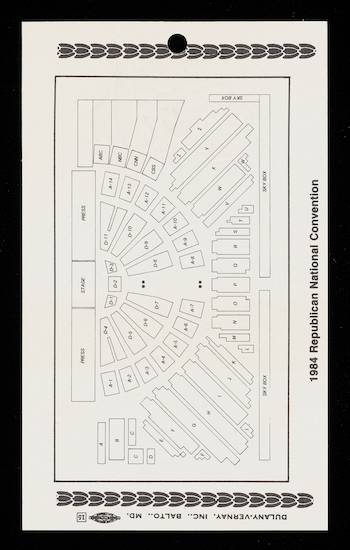 PRESS
STAGE
PRESS
ABC
NBC
CNN
CBS
A-1
A-2
A-3
A-4
A-5
A-6
A-7
A-8
A-9
A-10
A-11
A-12
A-13
A-14
D-1
D-2
D-3
D-4
D-5
D-6
D-7
D-8
D-9
D-10
D-11
A
B
C
C
D
E
F
G
H
I
J
K
L
M
N
O
P
Q
R
S
T
U
V
W
X
Y
Z
SKY BOX
SKY BOX
SKY BOX
1984 Republican National Convention
DULANY-VERNAY, INC., BALTO., MD.
16